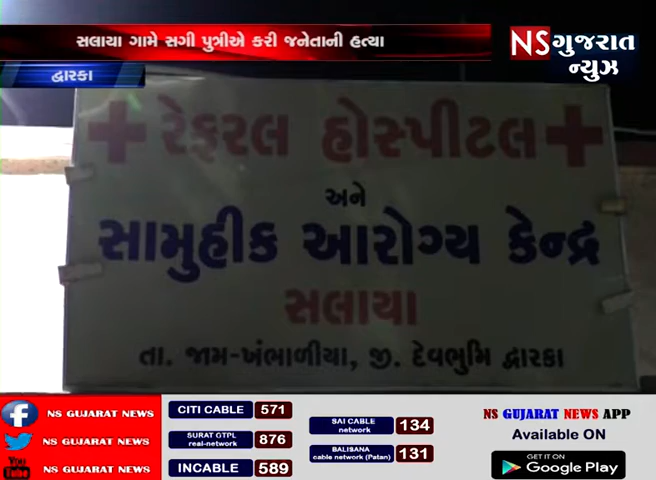 સલાયા ગામે સગી પુત્રીએ કરી જનેતાની હત્યા
NS ગુજરાત ન્યુઝ
દ્વારકા
રેફરલ હોસ્પીટલ
અને
સામુહીક આરોગ્ય કેન્દ્ર
સલાયા
તા. જામ-ખંભાળીયા, જી. દેવભુમિ દ્વારકા
NS GUJARAT NEWS
NS GUJARAT NEWS
You Tube NS GUJARAT NEWS
CITI CABLE 571
SURAT GTPL real-network 876
INCABLE 589
SAI CABLE network 134
BALISANA cable network (Patan) 131
NS GUJARAT NEWS APP
Available ON
GET IT ON
Google Play